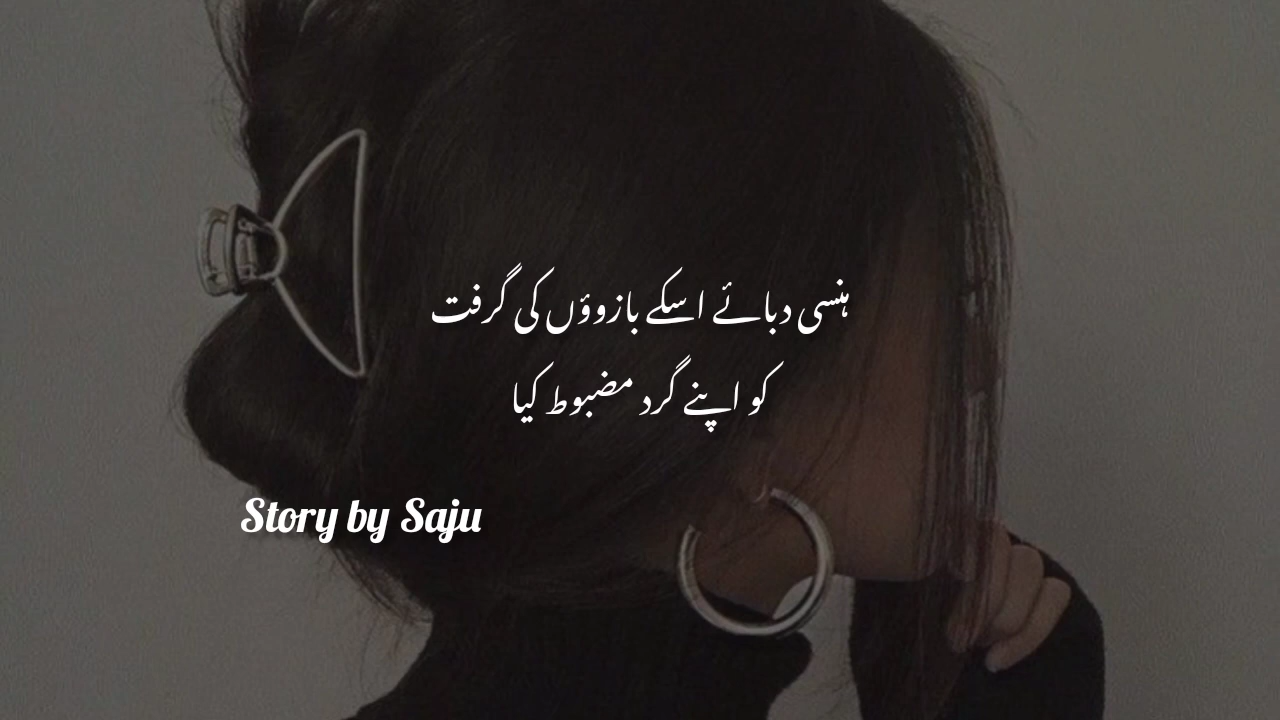 ہنسی دبائے اسکے بازوؤں کی گرفت
کو اپنے گرد مضبوط کیا
Story by Saju